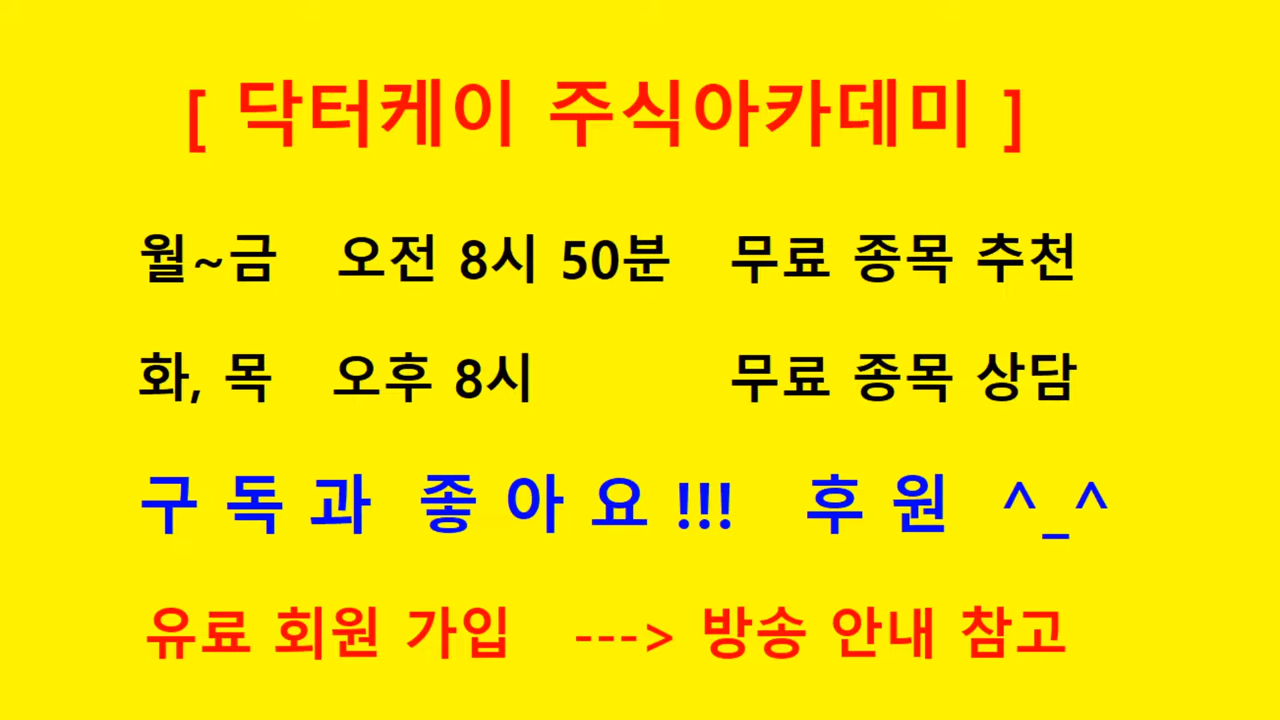 [ 닥터케이 주식아카데미 ]
월~금 오전 8시 50분 무료 종목 추천
화, 목 오후 8시 무료 종목 상담
구 독 과 좋 아 요 !!! 후 원 ^_^
유료 회원 가입 ---> 방송 안내 참고